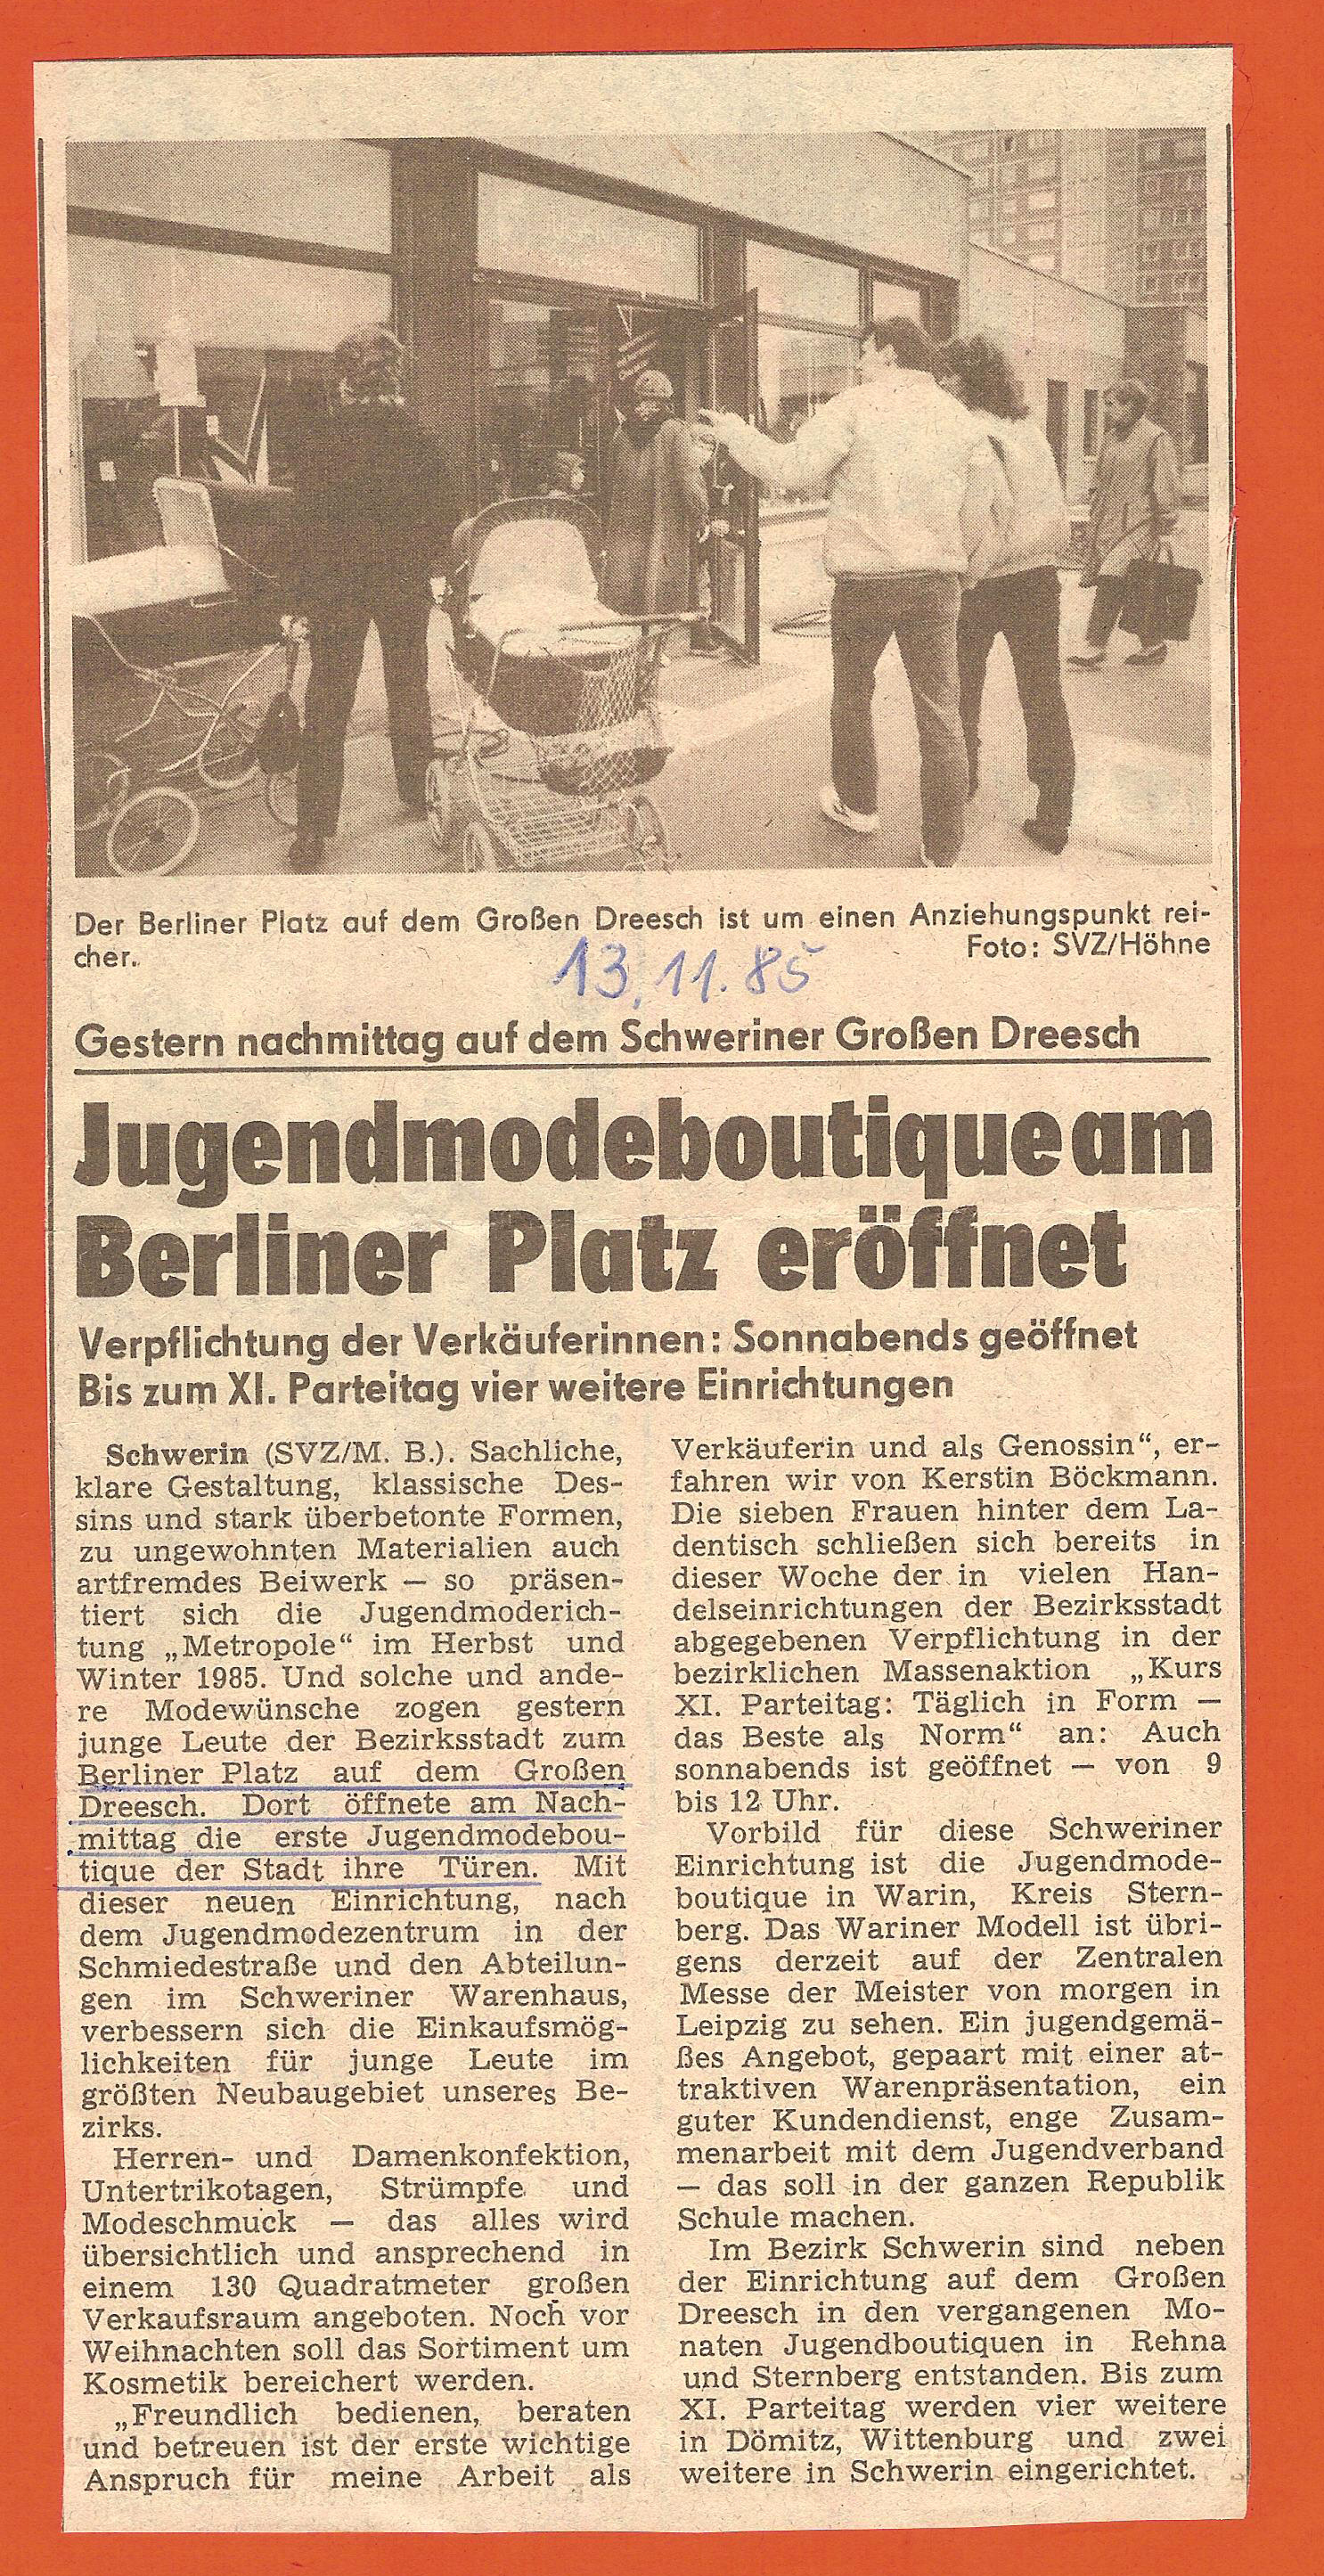 Der Berliner Platz auf dem Großen Dreesch ist um einen Anziehungspunkt rei-
cher. Foto: SVZ/Höhne
13.11.85
Gestern nachmittag auf dem Schweriner Großen Dreesch
Jugendmodeboutique am
Berliner Platz eröffnet
Verpflichtung der Verkäuferinnen: Sonnabends geöffnet
Bis zum XI. Parteitag vier weitere Einrichtungen
Schwerin (SVZ/M. B.). Sachliche,
klare Gestaltung, klassische Des-
sins und stark überbetonte Formen,
zu ungewohnten Materialien auch
artfremdes Beiwerk — so präsen-
tiert sich die Jugendmoderich-
tung „Metropole“ im Herbst und
Winter 1985. Und solche und ande-
re Modewünsche zogen gestern
junge Leute der Bezirksstadt zum
Berliner Platz auf dem Großen
Dreesch. Dort öffnete am Nach-
mittag die erste Jugendmodebou-
tique der Stadt ihre Türen. Mit
dieser neuen Einrichtung, nach
dem Jugendmodezentrum in der
Schmiedestraße und den Abteilun-
gen im Schweriner Warenhaus,
verbessern sich die Einkaufsmög-
lichkeiten für junge Leute im
größten Neubaugebiet unseres Be-
zirks.
Herren- und Damenkonfektion,
Untertrikotagen, Strümpfe und
Modeschmuck — das alles wird
übersichtlich und ansprechend in
einem 130 Quadratmeter großen
Verkaufsraum angeboten. Noch vor
Weihnachten soll das Sortiment um
Kosmetik bereichert werden.
„Freundlich bedienen, beraten
und betreuen ist der erste wichtige
Anspruch für meine Arbeit als
Verkäuferin und als Genossin“, er-
fahren wir von Kerstin Böckmann.
Die sieben Frauen hinter dem La-
dentisch schließen sich bereits in
dieser Woche der in vielen Han-
delseinrichtungen der Bezirksstadt
abgegebenen Verpflichtung in der
bezirklichen Massenaktion „Kurs
XI. Parteitag: Täglich in Form —
das Beste als Norm“ an: Auch
sonnabends ist geöffnet — von 9
bis 12 Uhr.
Vorbild für diese Schweriner
Einrichtung ist die Jugendmode-
boutique in Warin, Kreis Stern-
berg. Das Wariner Modell ist übri-
gens derzeit auf der Zentralen
Messe der Meister von morgen in
Leipzig zu sehen. Ein jugendgemä-
ßes Angebot, gepaart mit einer at-
traktiven Warenpräsentation, ein
guter Kundendienst, enge Zusam-
menarbeit mit dem Jugendverband
— das soll in der ganzen Republik
Schule machen.
Im Bezirk Schwerin sind neben
der Einrichtung auf dem Großen
Dreesch in den vergangenen Mo-
naten Jugendboutiquen in Rehna
und Sternberg entstanden. Bis zum
XI. Parteitag werden vier weitere
in Dömitz, Wittenburg und zwei
weitere in Schwerin eingerichtet.